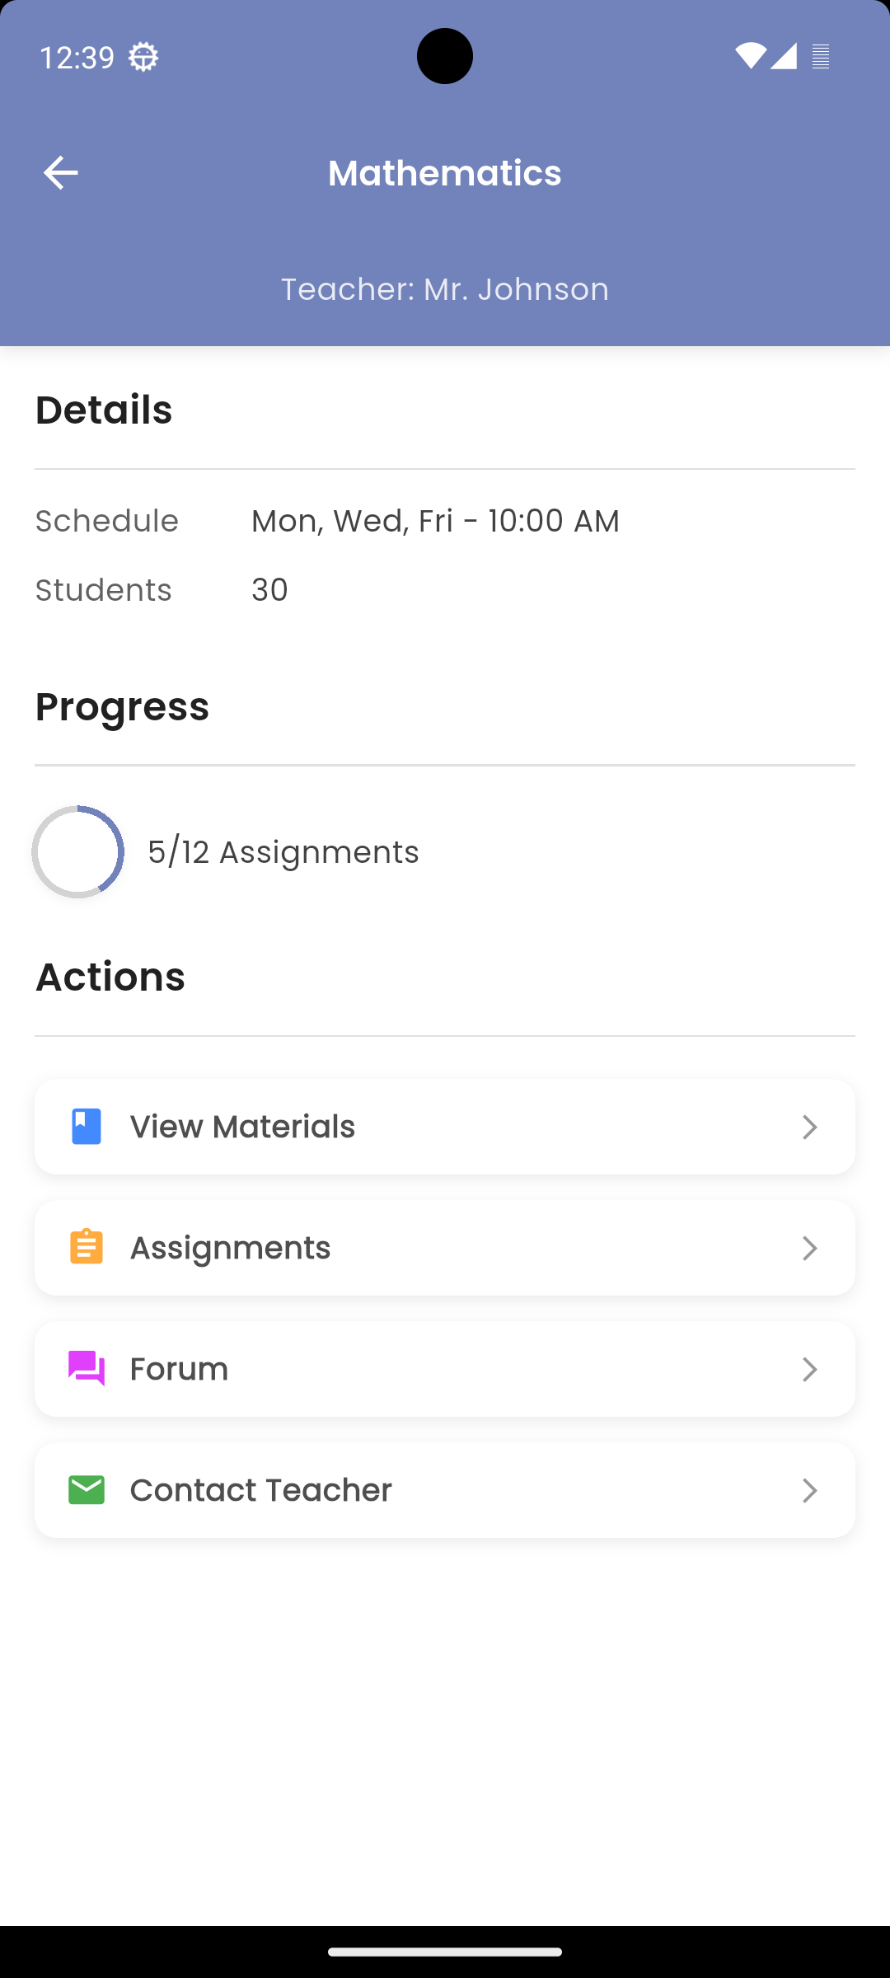 12:39
Mathematics
Teacher: Mr. Johnson
Details
Schedule Mon, Wed, Fri - 10:00 AM
Students 30
Progress
5/12 Assignments
Actions
View Materials
Assignments
Forum
Contact Teacher